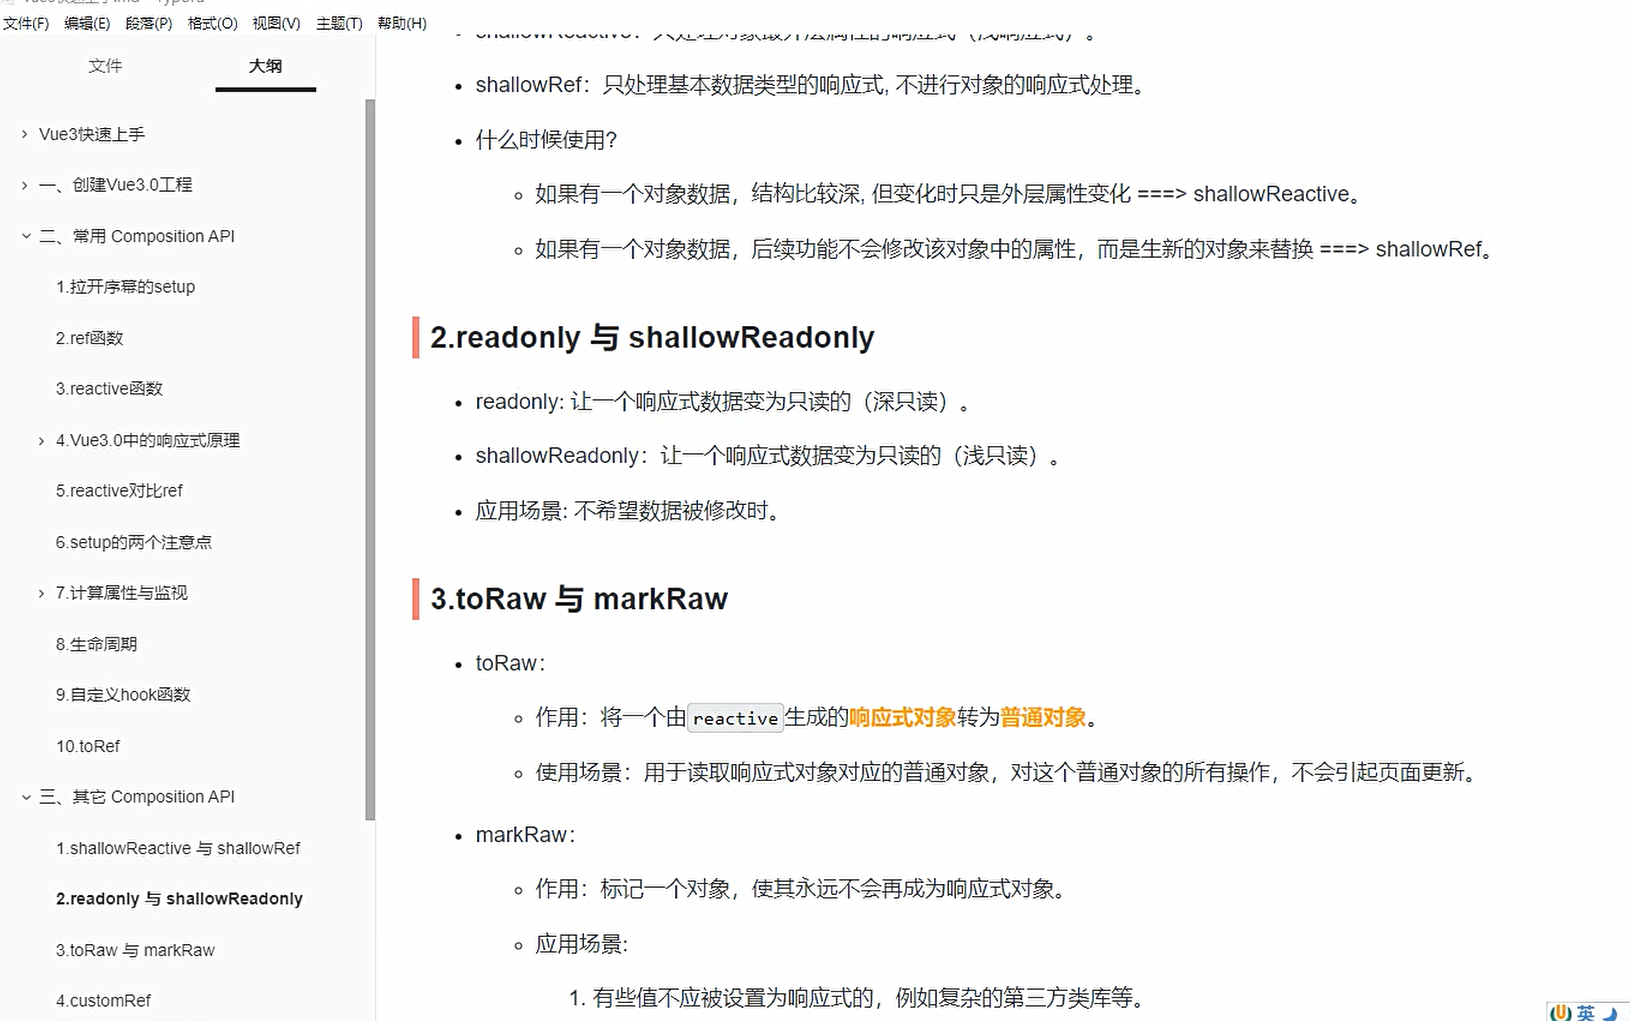 文件(F) 编辑(E) 段落(P) 格式(O) 视图(V) 主题(T) 帮助(H)
文件 大纲
Vue3快速上手
一、创建Vue3.0工程
二、常用 Composition API
1.拉开序幕的setup
2.ref函数
3.reactive函数
4.Vue3.0中的响应式原理
5.reactive对比ref
6.setup的两个注意点
7.计算属性与监视
8.生命周期
9.自定义hook函数
10.toRef
三、其它 Composition API
1.shallowReactive 与 shallowRef
2.readonly 与 shallowReadonly
3.toRaw 与 markRaw
4.customRef
shallowReactive：只处理对象最外层属性的响应式（浅响应式）。
shallowRef：只处理基本数据类型的响应式, 不进行对象的响应式处理。
什么时候使用?
如果有一个对象数据，结构比较深, 但变化时只是外层属性变化 ===> shallowReactive。
如果有一个对象数据，后续功能不会修改该对象中的属性，而是生新的对象来替换 ===> shallowRef。
2.readonly 与 shallowReadonly
readonly: 让一个响应式数据变为只读的（深只读）。
shallowReadonly：让一个响应式数据变为只读的（浅只读）。
应用场景: 不希望数据被修改时。
3.toRaw 与 markRaw
toRaw：
作用：将一个由reactive生成的响应式对象转为普通对象。
使用场景：用于读取响应式对象对应的普通对象，对这个普通对象的所有操作，不会引起页面更新。
markRaw：
作用：标记一个对象，使其永远不会再成为响应式对象。
应用场景:
1. 有些值不应被设置为响应式的，例如复杂的第三方类库等。
英